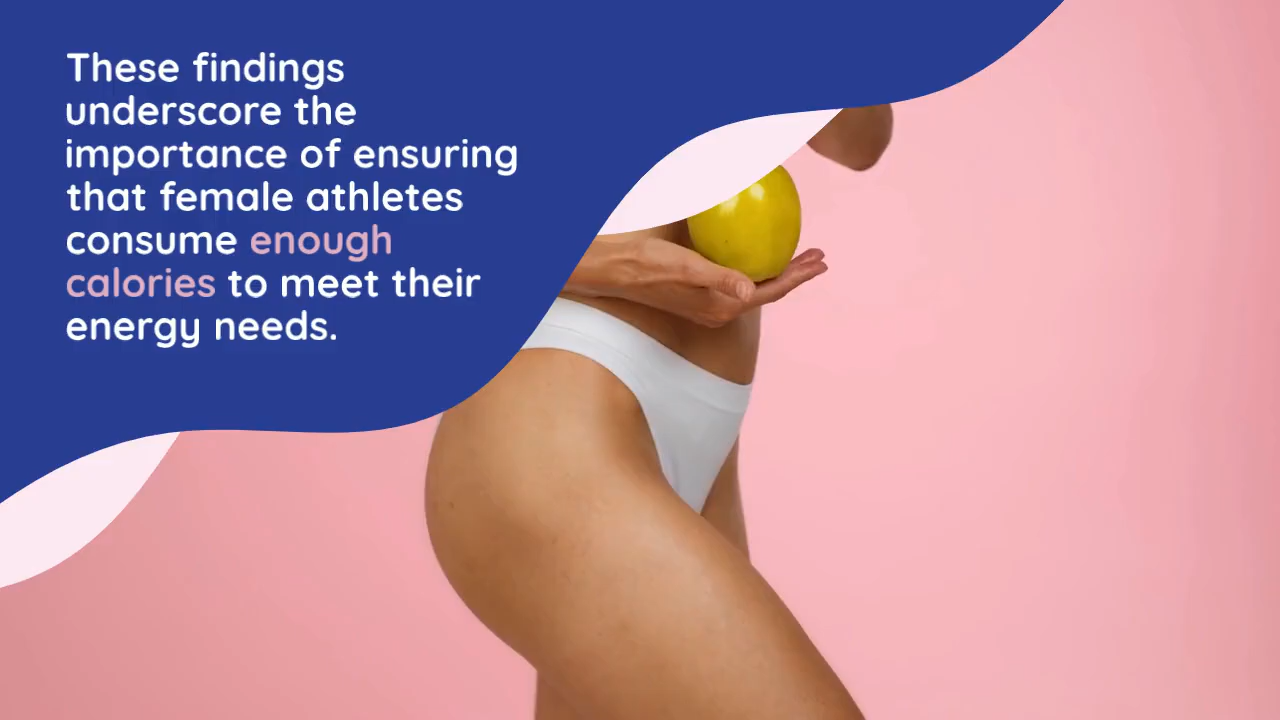 These findings
underscore the
importance of ensuring
that female athletes
consume enough
calories to meet their
energy needs.